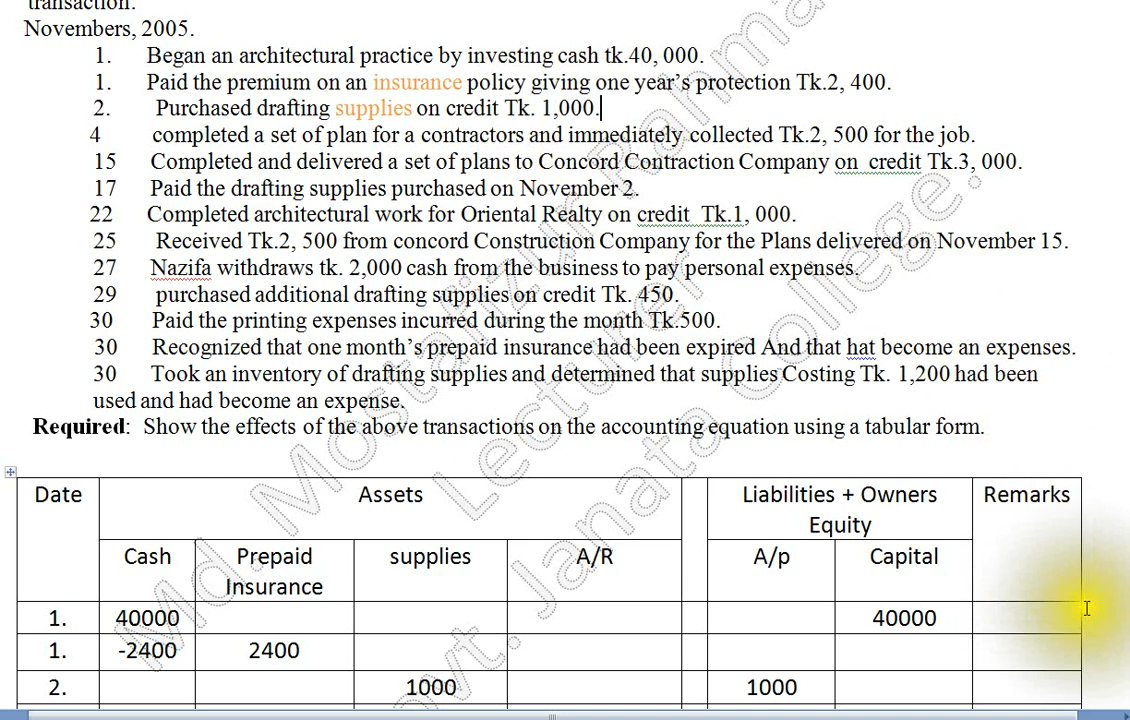 transaction.
Novembers, 2005.
1. Began an architectural practice by investing cash tk.40, 000.
1. Paid the premium on an insurance policy giving one year’s protection Tk.2, 400.
2. Purchased drafting supplies on credit Tk. 1,000.
4 completed a set of plan for a contractors and immediately collected Tk.2, 500 for the job.
15 Completed and delivered a set of plans to Concord Contraction Company on credit Tk.3, 000.
17 Paid the drafting supplies purchased on November 2.
22 Completed architectural work for Oriental Realty on credit Tk.1, 000.
25 Received Tk.2, 500 from concord Construction Company for the Plans delivered on November 15.
27 Nazifa withdraws tk. 2,000 cash from the business to pay personal expenses.
29 purchased additional drafting supplies on credit Tk. 450.
30 Paid the printing expenses incurred during the month Tk.500.
30 Recognized that one month’s prepaid insurance had been expired And that hat become an expenses.
30 Took an inventory of drafting supplies and determined that supplies Costing Tk. 1,200 had been
used and had become an expense.
Required: Show the effects of the above transactions on the accounting equation using a tabular form.
Date Assets Liabilities + Owners Equity Remarks
Cash Prepaid Insurance supplies A/R A/p Capital
1. 40000 40000
1. -2400 2400
2. 1000 1000
Md. Mostafizur Rahma
Lecturer
ovt. Janata College.